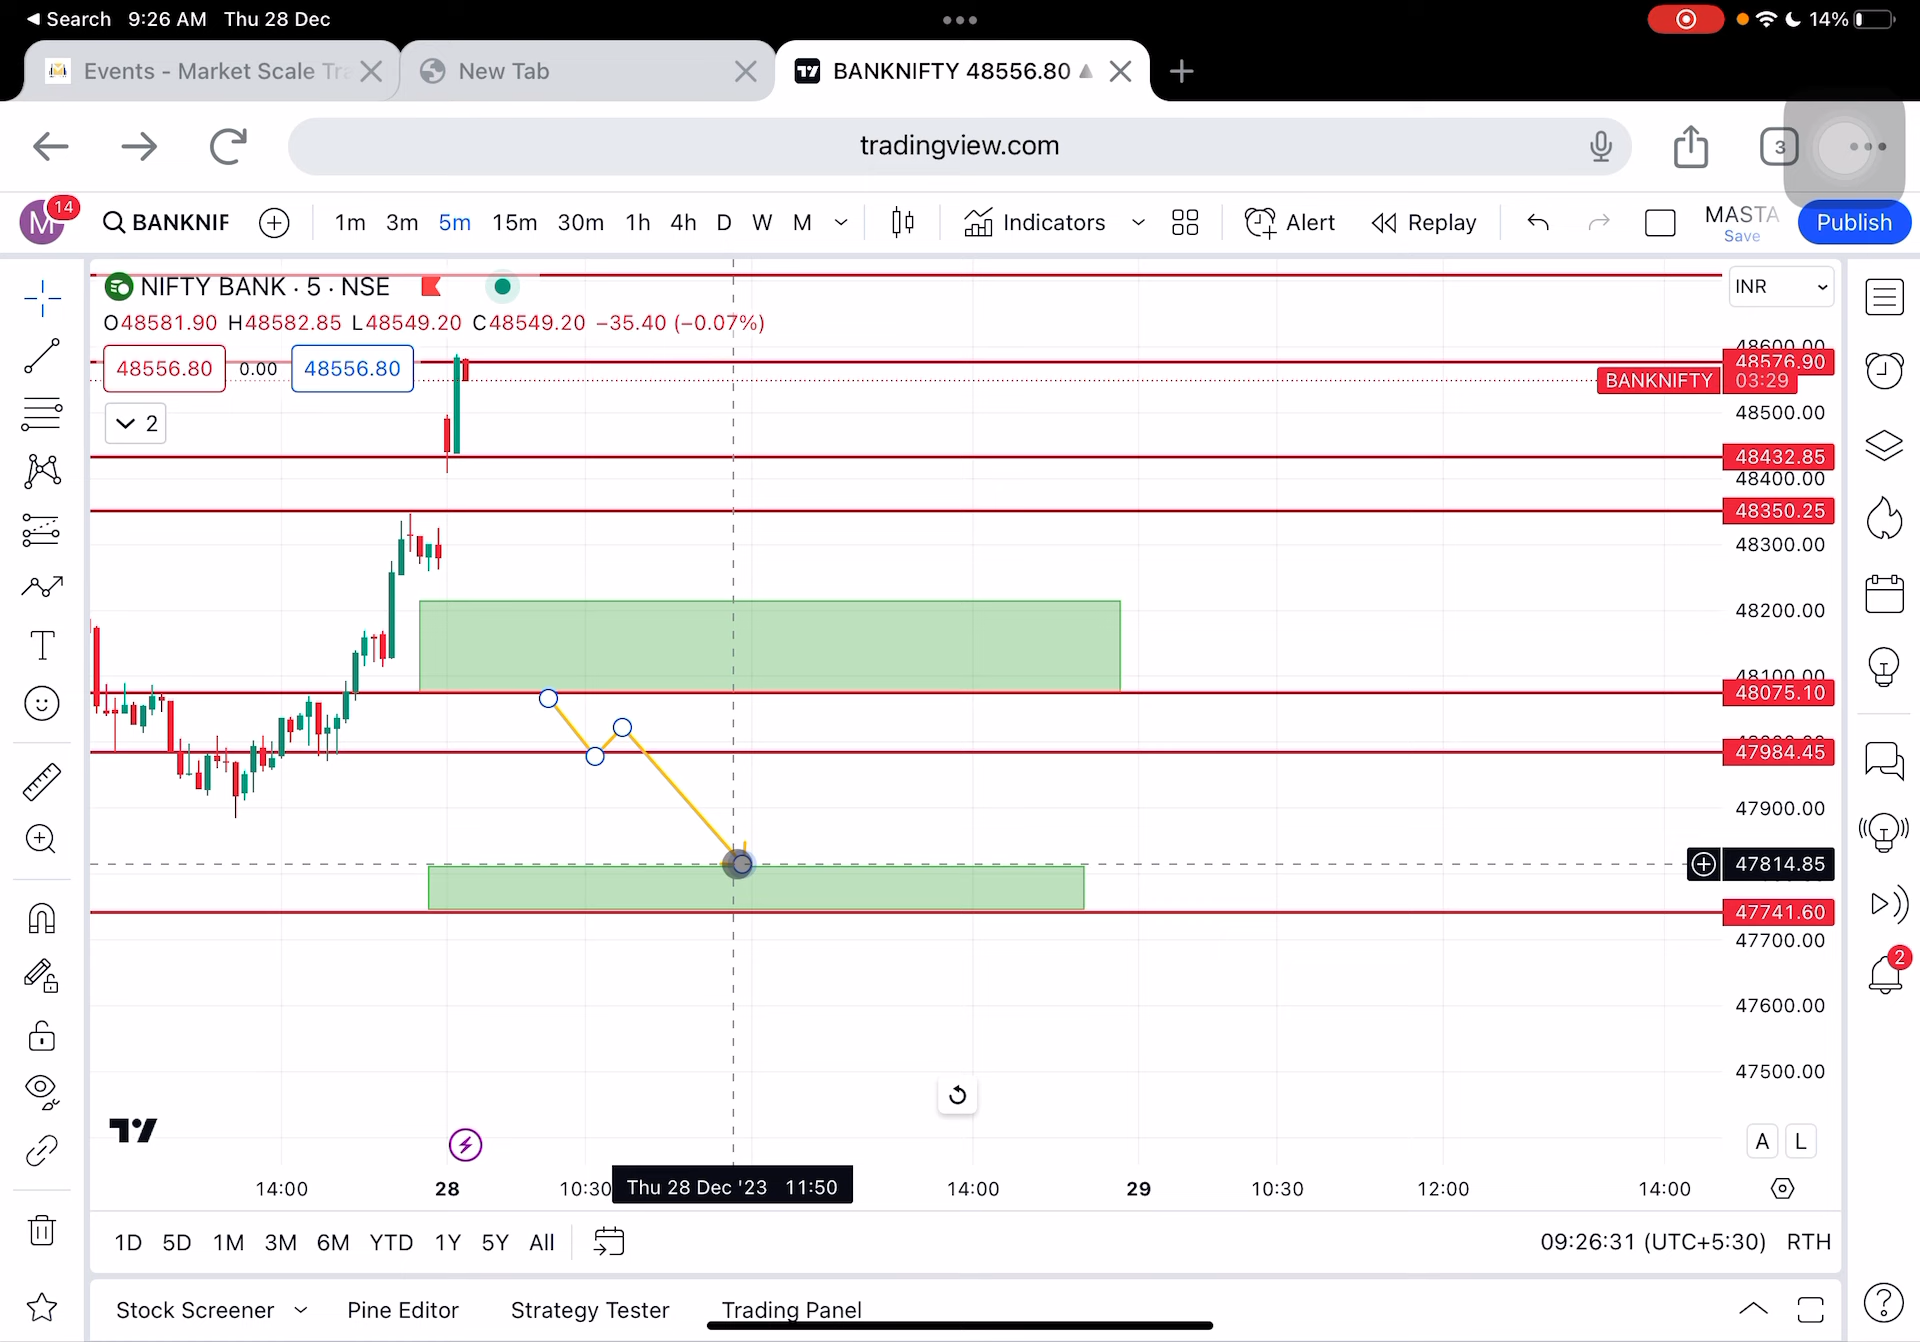 Search 9:26 AM Thu 28 Dec 14%
Events - Market Scale Tra
New Tab
BANKNIFTY 48556.80
tradingview.com
3
M 14 BANKNIF 1m 3m 5m 15m 30m 1h 4h D W M Indicators Alert Replay MASTA Save Publish
NIFTY BANK · 5 · NSE
INR
O48581.90 H48582.85 L48549.20 C48549.20 −35.40 (−0.07%)
48556.80 0.00 48556.80
2
48600.00
48576.90
BANKNIFTY 03:29
48500.00
48432.85
48400.00
48350.25
48300.00
48200.00
48100.00
48075.10
47984.45
47900.00
47814.85
47741.60
47700.00
2
47600.00
47500.00
A L
14:00 28 10:30 Thu 28 Dec '23 11:50 14:00 29 10:30 12:00 14:00
1D 5D 1M 3M 6M YTD 1Y 5Y All
09:26:31 (UTC+5:30) RTH
Stock Screener Pine Editor Strategy Tester Trading Panel